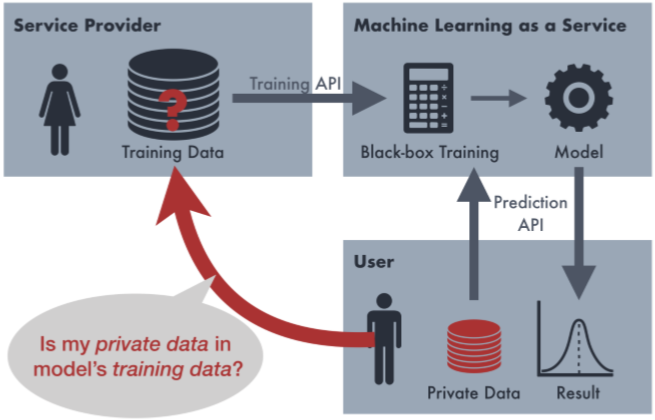 Service Provider
?
Training Data
Training API
Machine Learning as a Service
Black-box Training
Model
Prediction
API
User
Private Data
Result
Is my private data in
model's training data?